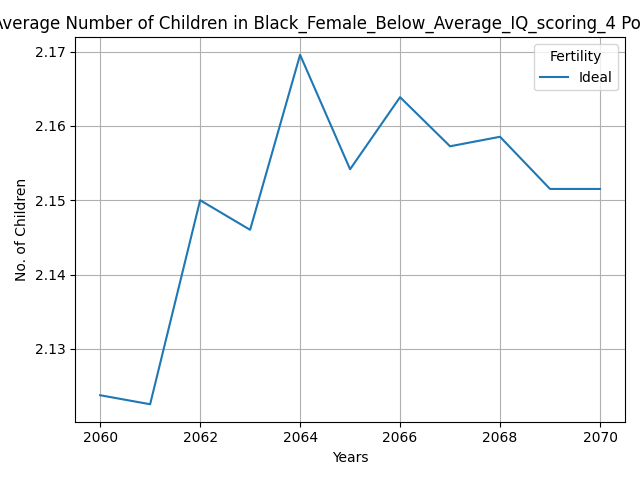 Average Number of Children in Black_Female_Below_Average_IQ_scoring_4 Po
Fertility
Ideal
2.17
2.16
2.15
2.14
2.13
No. of Children
2060 2062 2064 2066 2068 2070
Years